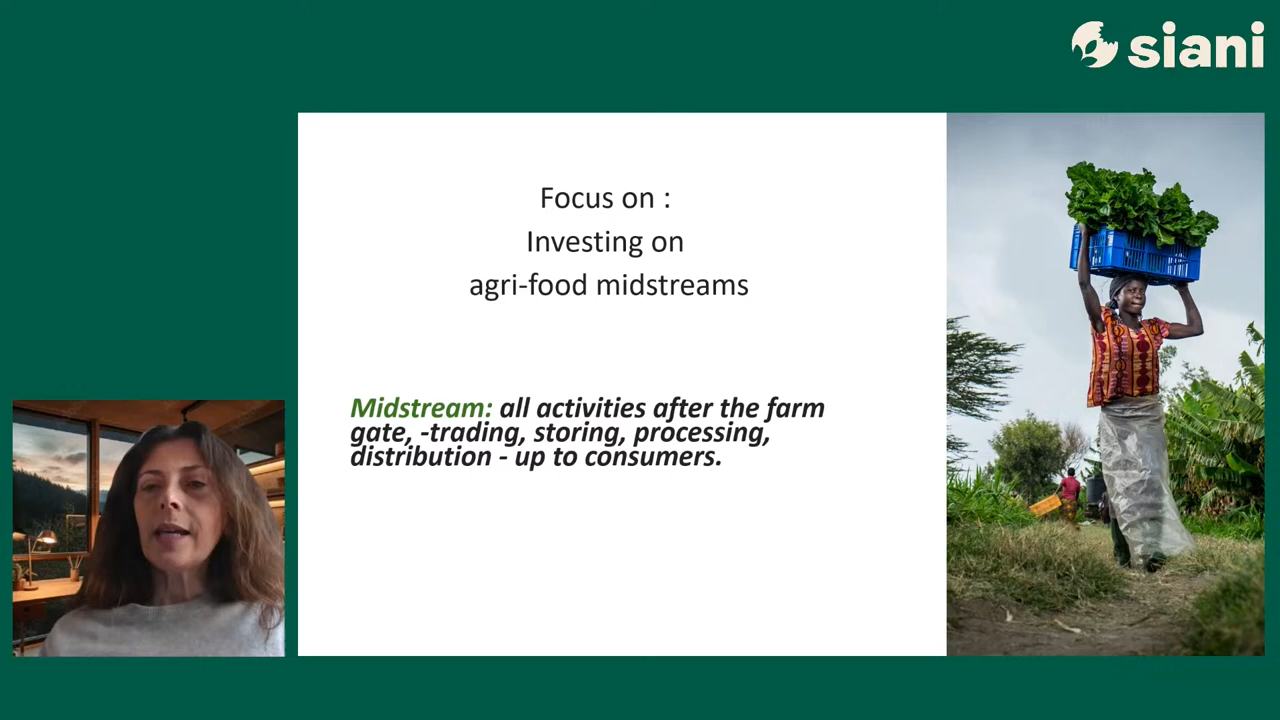 siani
Focus on :
Investing on
agri-food midstreams
Midstream: all activities after the farm
gate, -trading, storing, processing,
distribution - up to consumers.